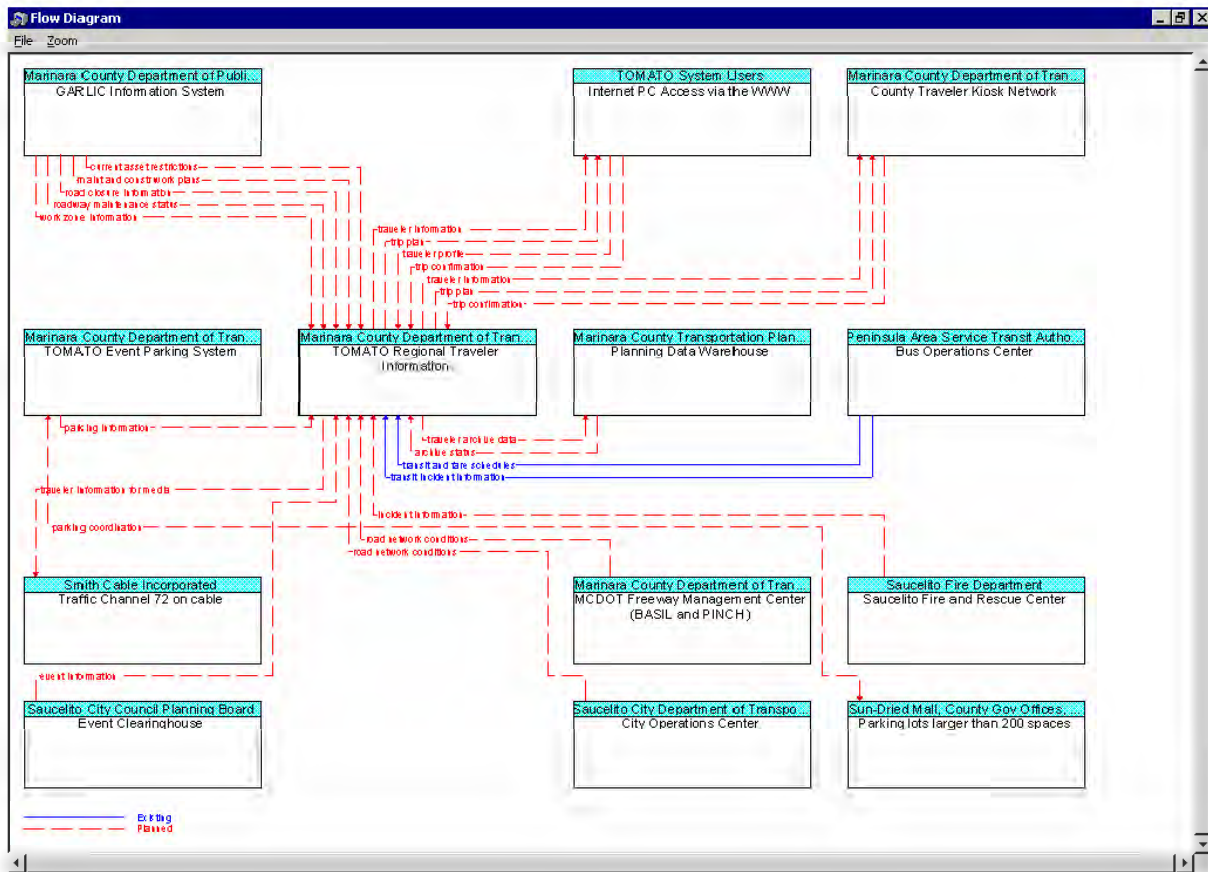 Flow Diagram
File Zoom
Marinara County Department of Publi...
GARLIC Information System
TOMATO System Users
Internet PC Access via the WWW
Marinara County Department of Tran...
County Traveler Kiosk Network
current asset restrictions
maint and constr work plans
road closure information
roadway maintenance status
work zone information
traveler information
trip plan
traveler profile
trip confirmation
traveler information
trip plan
trip confirmation
Marinara County Department of Tran...
TOMATO Event Parking System
Marinara County Department of Tran...
TOMATO Regional Traveler
Information
Marinara County Transportation Plan...
Planning Data Warehouse
Peninsula Area Service Transit Autho...
Bus Operations Center
parking information
traveler archive data
archive status
transit and fare schedules
transit incident information
traveler information for media
incident information
parking coordination
road network conditions
road network conditions
Smith Cable Incorporated
Traffic Channel 72 on cable
Marinara County Department of Tran...
MCDOT Freeway Management Center
(BASIL and PINCH)
Saucelito Fire Department
Saucelito Fire and Rescue Center
event information
Saucelito City Council Planning Board
Event Clearinghouse
Saucelito City Department of Transpo...
City Operations Center
Sun-Dried Mall, County Gov Offices, ...
Parking lots larger than 200 spaces
Existing
Planned